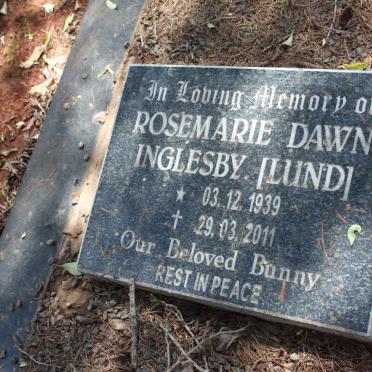 In Loving Memory of
ROSEMARIE DAWN
INGLESBY [LUND]
★ 03.12.1939
† 29.03.2011
Our Beloved Bunny
REST IN PEACE